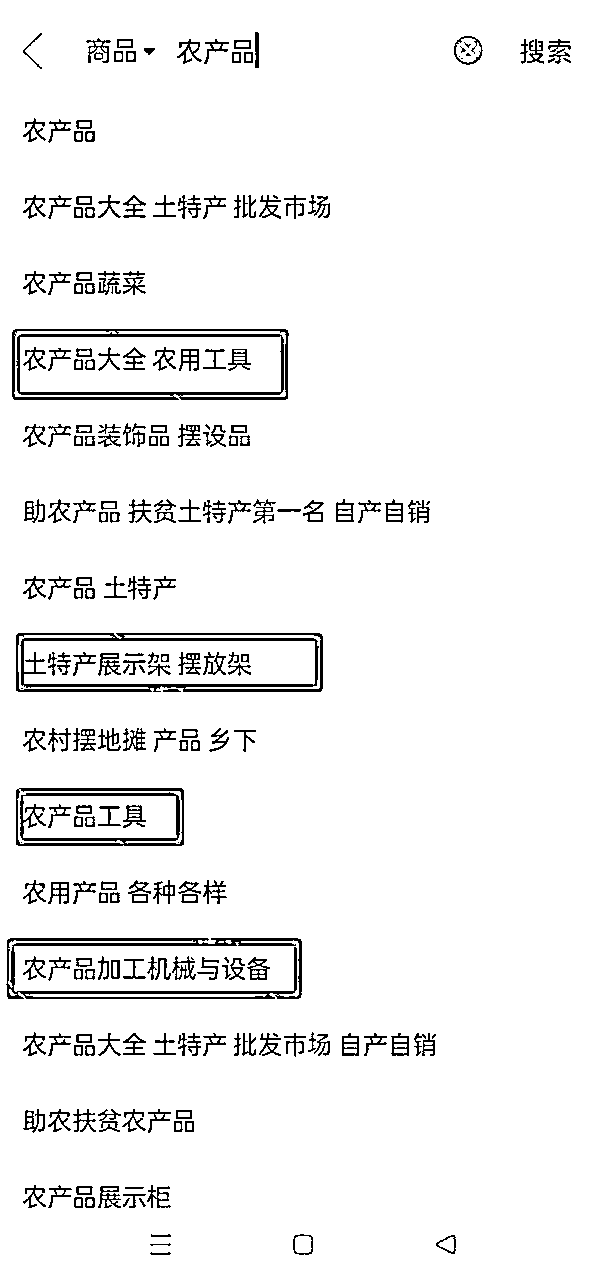 商品 农产品 搜索
农产品
农产品大全 土特产 批发市场
农产品蔬菜
农产品大全 农用工具
农产品装饰品 摆设品
助农产品 扶贫土特产第一名 自产自销
农产品 土特产
土特产展示架 摆放架
农村摆地摊 产品 乡下
农产品工具
农用产品 各种各样
农产品加工机械与设备
农产品大全 土特产 批发市场 自产自销
助农扶贫农产品
农产品展示柜